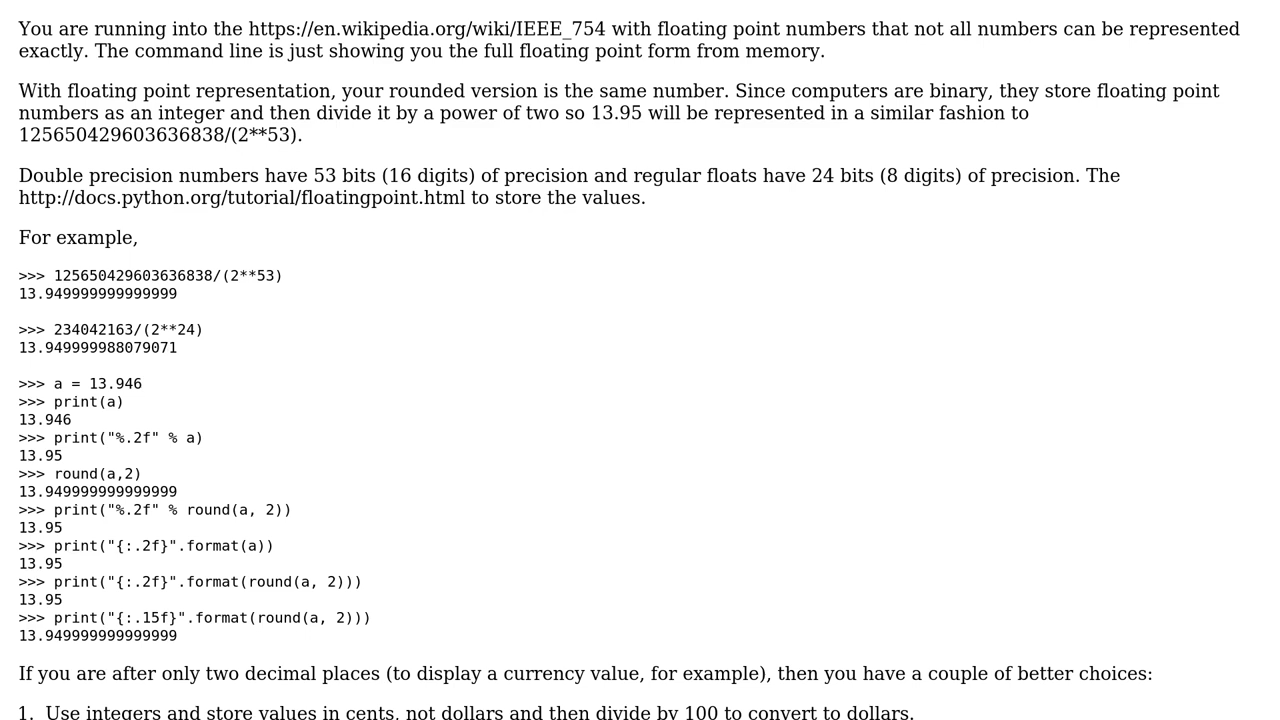 You are running into the https://en.wikipedia.org/wiki/IEEE_754 with floating point numbers that not all numbers can be represented
exactly. The command line is just showing you the full floating point form from memory.
With floating point representation, your rounded version is the same number. Since computers are binary, they store floating point
numbers as an integer and then divide it by a power of two so 13.95 will be represented in a similar fashion to
125650429603636838/(2**53).
Double precision numbers have 53 bits (16 digits) of precision and regular floats have 24 bits (8 digits) of precision. The
http://docs.python.org/tutorial/floatingpoint.html to store the values.
For example,
>>> 125650429603636838/(2**53)
13.949999999999999
>>> 234042163/(2**24)
13.949999988079071
>>> a = 13.946
>>> print(a)
13.946
>>> print("%.2f" % a)
13.95
>>> round(a,2)
13.949999999999999
>>> print("%.2f" % round(a, 2))
13.95
>>> print("{:.2f}".format(a))
13.95
>>> print("{:.2f}".format(round(a, 2)))
13.95
>>> print("{:.15f}".format(round(a, 2)))
13.949999999999999
If you are after only two decimal places (to display a currency value, for example), then you have a couple of better choices:
1. Use integers and store values in cents, not dollars and then divide by 100 to convert to dollars.